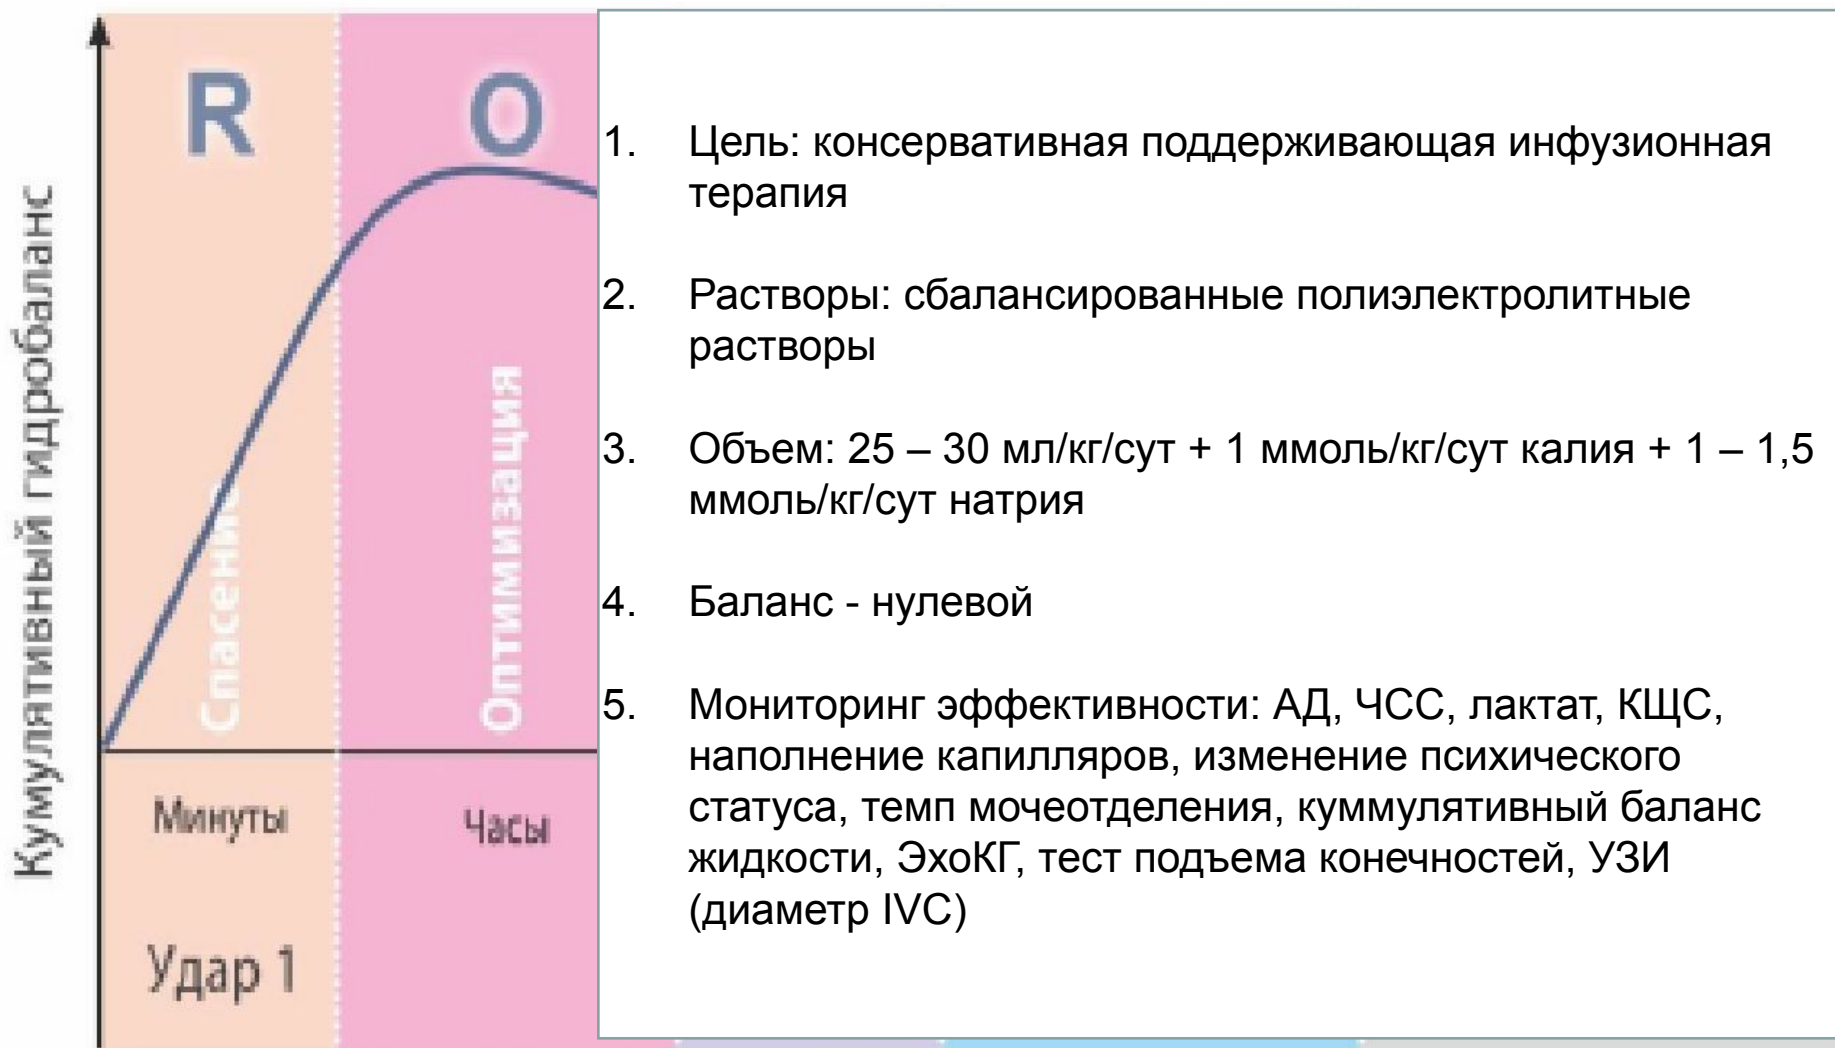 Кумулятивный гидробаланс
R
O
Спасение
Оптимизация
Минуты
Часы
Удар 1
1. Цель: консервативная поддерживающая инфузионная
терапия
2. Растворы: сбалансированные полиэлектролитные
растворы
3. Объем: 25 – 30 мл/кг/сут + 1 ммоль/кг/сут калия + 1 – 1,5
ммоль/кг/сут натрия
4. Баланс - нулевой
5. Мониторинг эффективности: АД, ЧСС, лактат, КЩС,
наполнение капилляров, изменение психического
статуса, темп мочеотделения, куммулятивный баланс
жидкости, ЭхоКГ, тест подъема конечностей, УЗИ
(диаметр IVC)